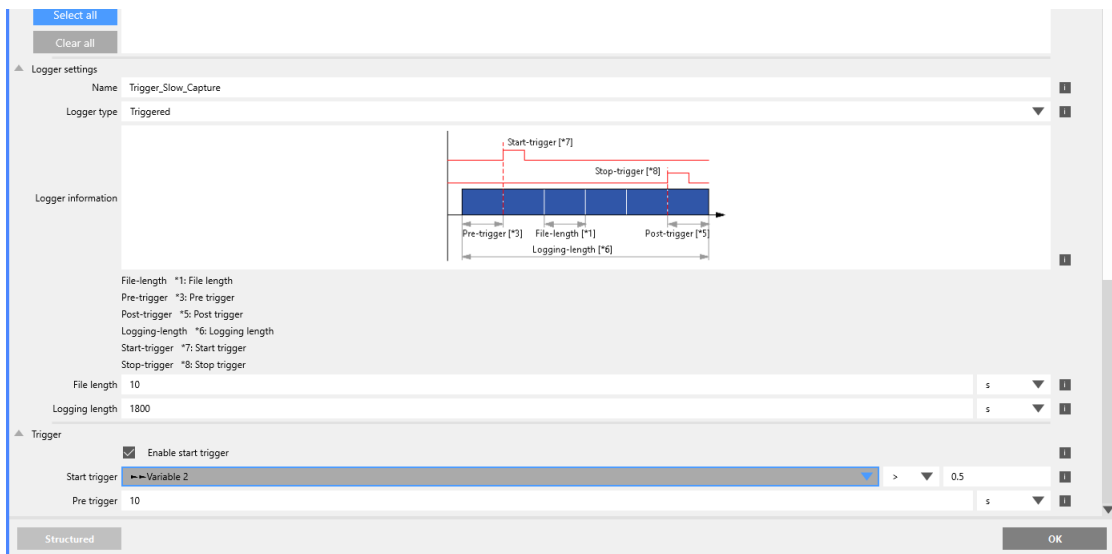 Select all
Clear all
Logger settings
Name Trigger_Slow_Capture
Logger type Triggered
Start-trigger [*7]
Stop-trigger [*8]
Logger information
Pre-trigger [*3] File-length [*1] Post-trigger [*5]
Logging-length [*6]
File-length *1: File length
Pre-trigger *3: Pre trigger
Post-trigger *5: Post trigger
Logging-length *6: Logging length
Start-trigger *7: Start trigger
Stop-trigger *8: Stop trigger
File length 10 s
Logging length 1800 s
Trigger
Enable start trigger
Start trigger Variable 2 > 0.5
Pre trigger 10 s
Structured OK